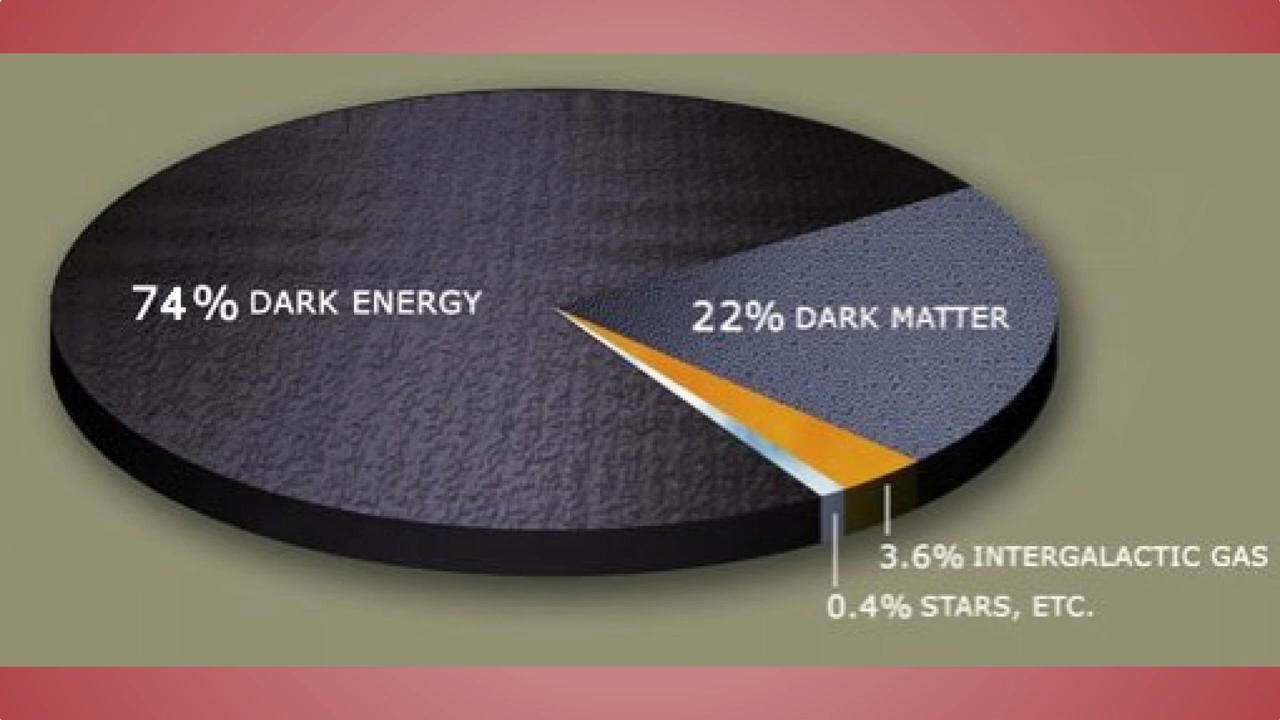 74% DARK ENERGY
22% DARK MATTER
3.6% INTERGALACTIC GAS
0.4% STARS, ETC.